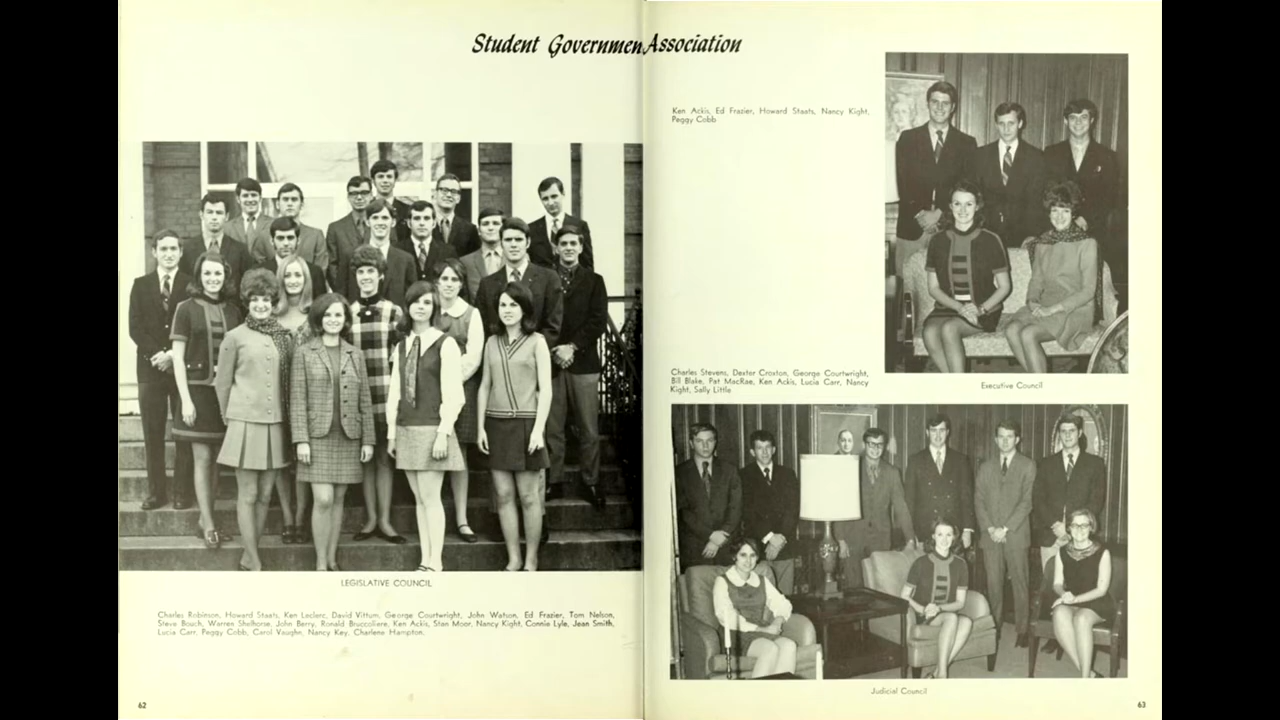 Student Governmen Association
LEGISLATIVE COUNCIL
Charles Robinson, Howard Staats, Ken Leclerc, David Vittum, George Courtwright, John Watson, Ed Frazier, Tom Nelson,
Steve Bouch, Warren Shelhorse, John Berry, Ronald Bruccoliere, Ken Ackis, Stan Moor, Nancy Kight, Connie Lyle, Jean Smith,
Lucia Carr, Peggy Cobb, Carol Vaughn, Nancy Key, Charlene Hampton.
62
Ken Ackis, Ed Frazier, Howard Staats, Nancy Kight,
Peggy Cobb
Executive Council
Charles Stevens, Dexter Croxton, George Courtwright,
Bill Blake, Pat MacRae, Ken Ackis, Lucia Carr, Nancy
Kight, Sally Little
Judicial Council
63